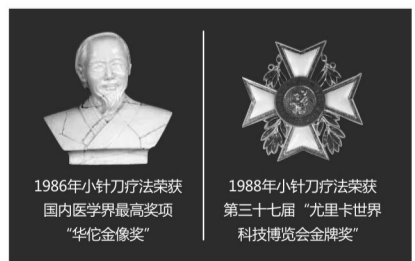 1986年小针刀疗法荣获
国内医学界最高奖项
“华佗金像奖”
1988年小针刀疗法荣获
第三十七届“尤里卡世界
科技博览会金牌奖”